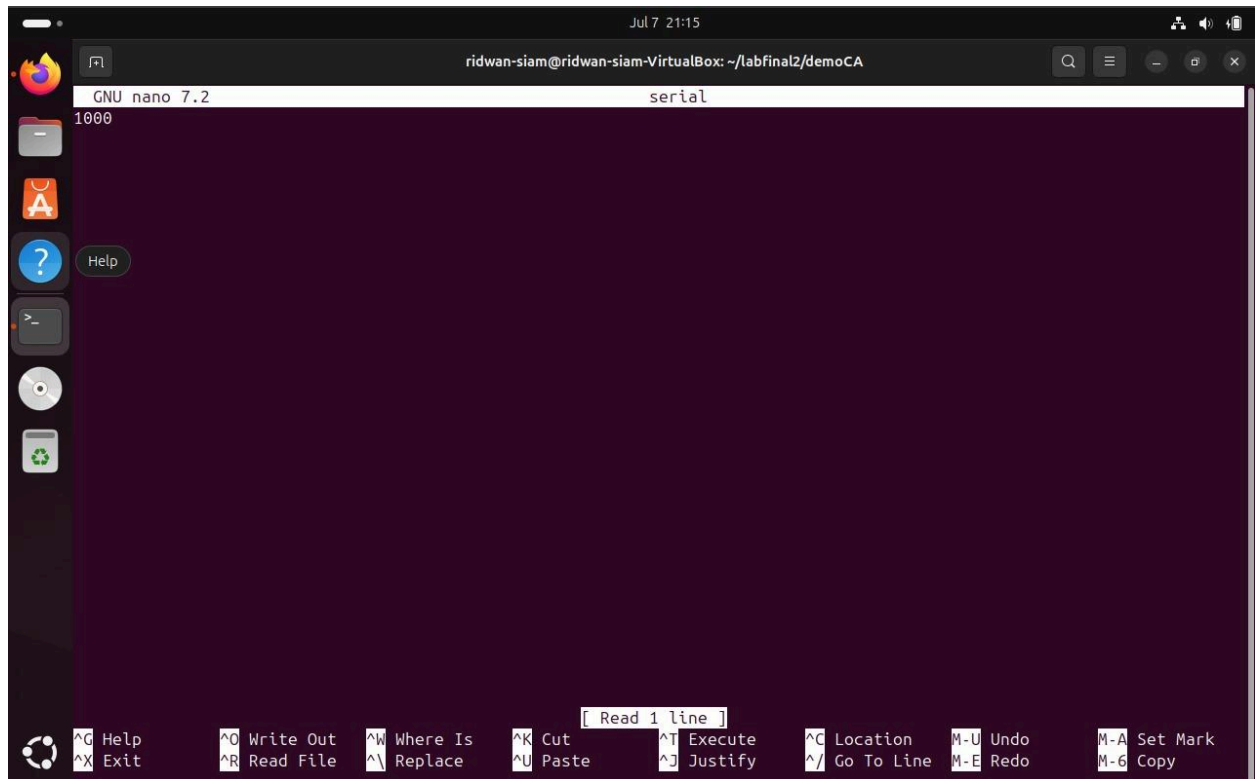 Jul 7 21:15
ridwan-siam@ridwan-siam-VirtualBox: ~/labfinal2/demoCA
GNU nano 7.2 serial
1000
Help
[ Read 1 line ]
^G Help ^O Write Out ^W Where Is ^K Cut ^T Execute ^C Location M-U Undo M-A Set Mark
^X Exit ^R Read File ^\ Replace ^U Paste ^J Justify ^/ Go To Line M-E Redo M-6 Copy